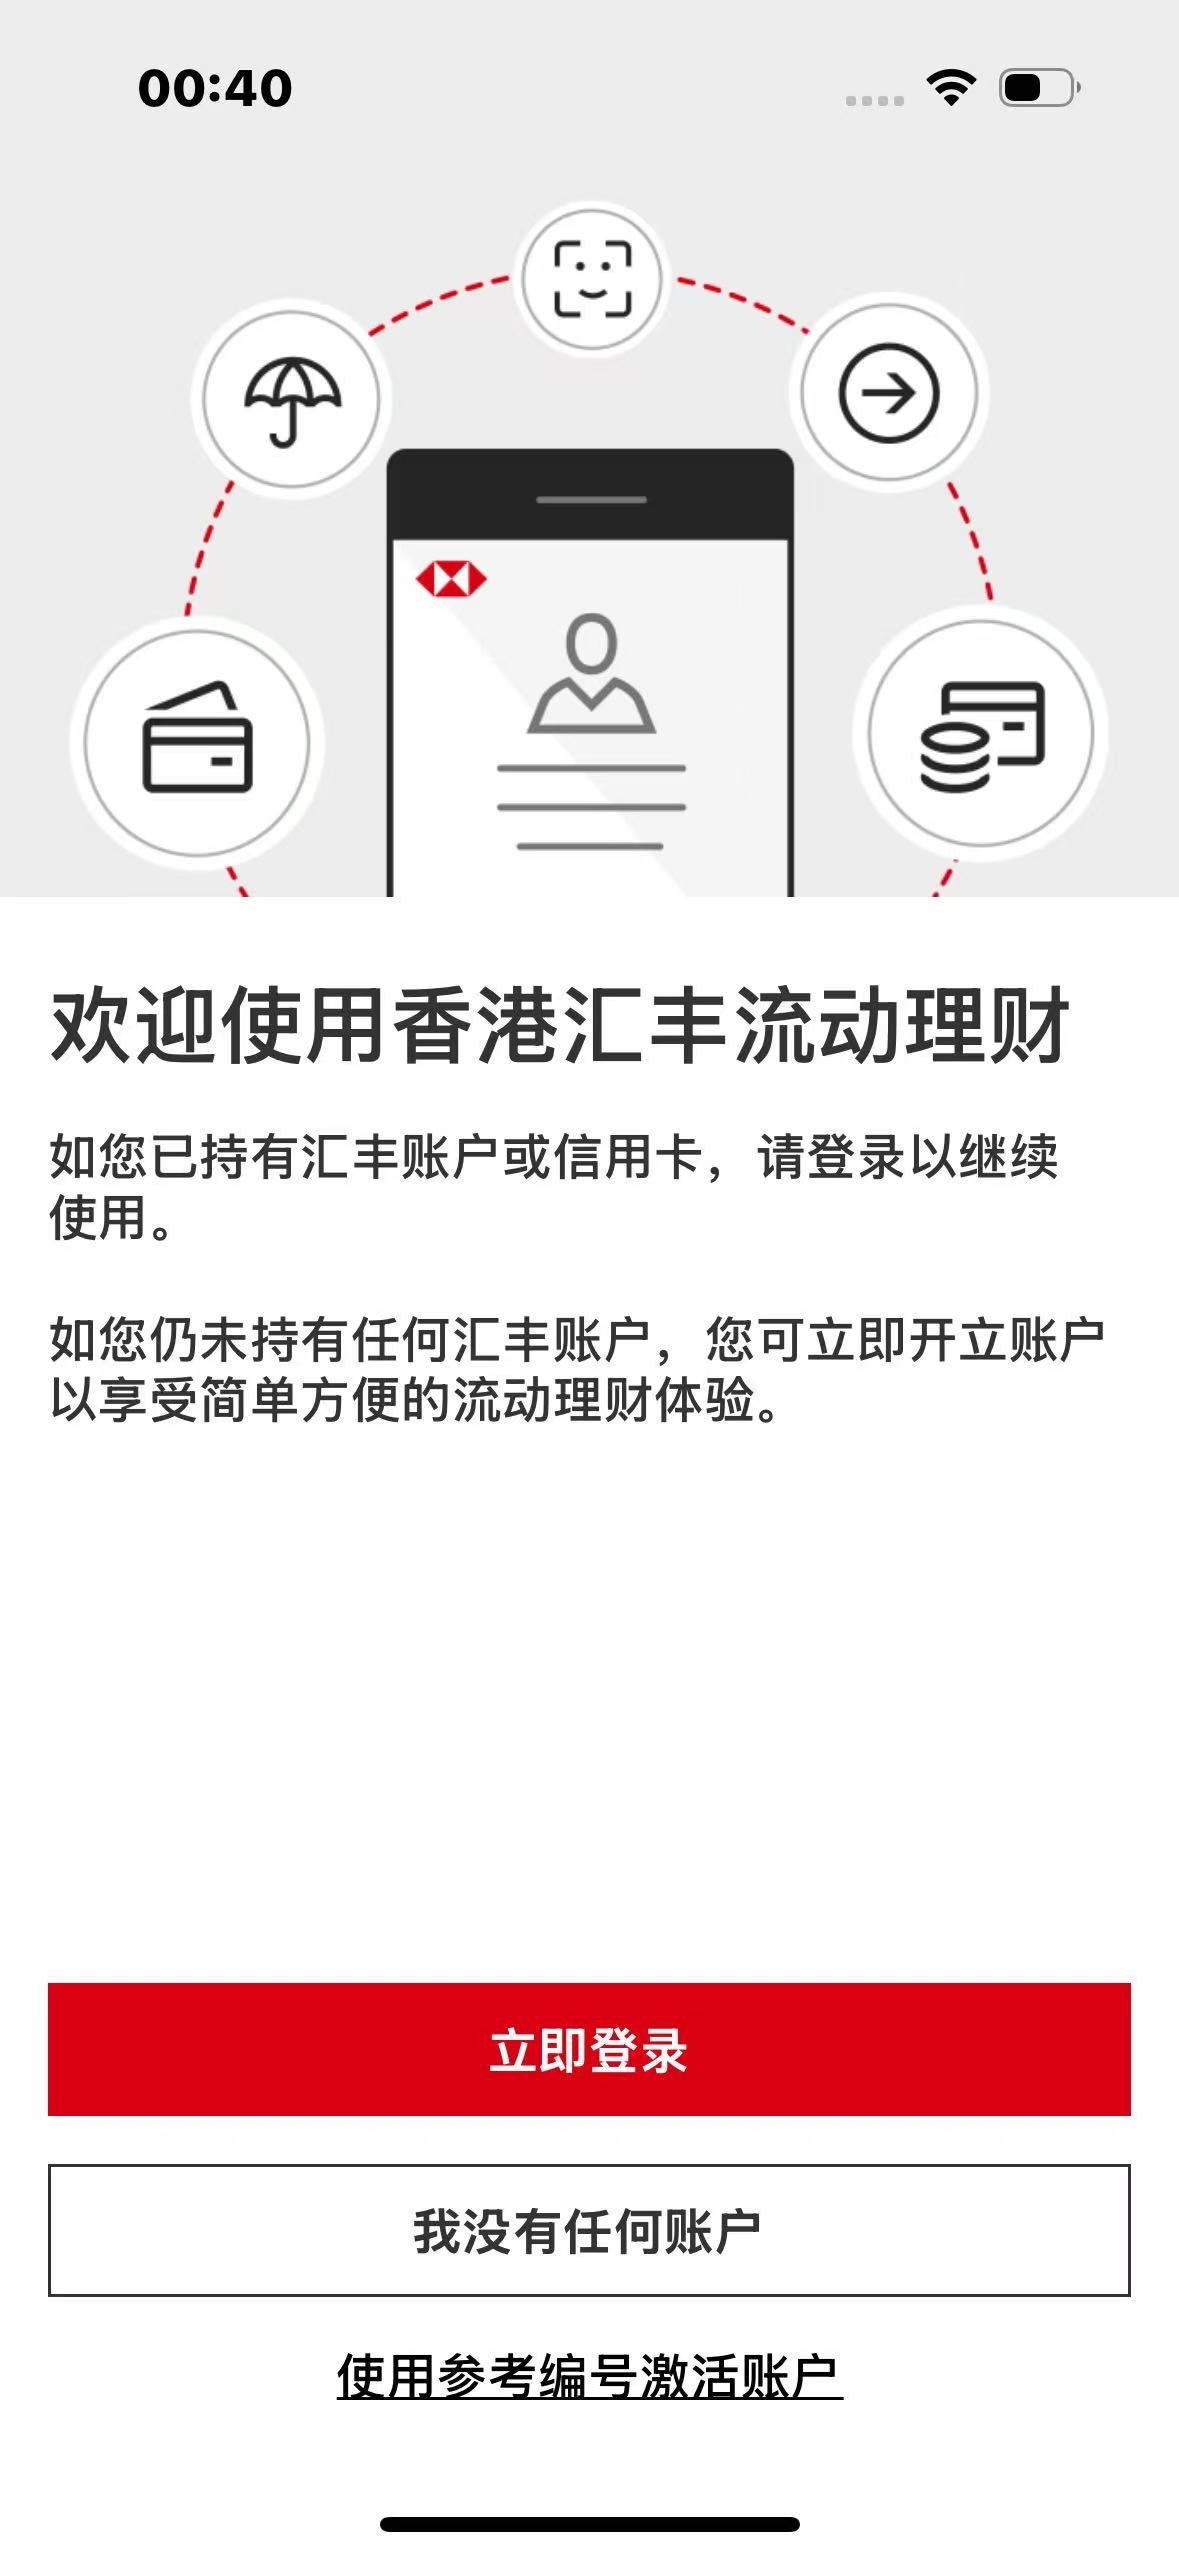 00:40
欢迎使用香港汇丰流动理财
如您已持有汇丰账户或信用卡，请登录以继续
使用。
如您仍未持有任何汇丰账户，您可立即开立账户
以享受简单方便的流动理财体验。
立即登录
我没有任何账户
使用参考编号激活账户